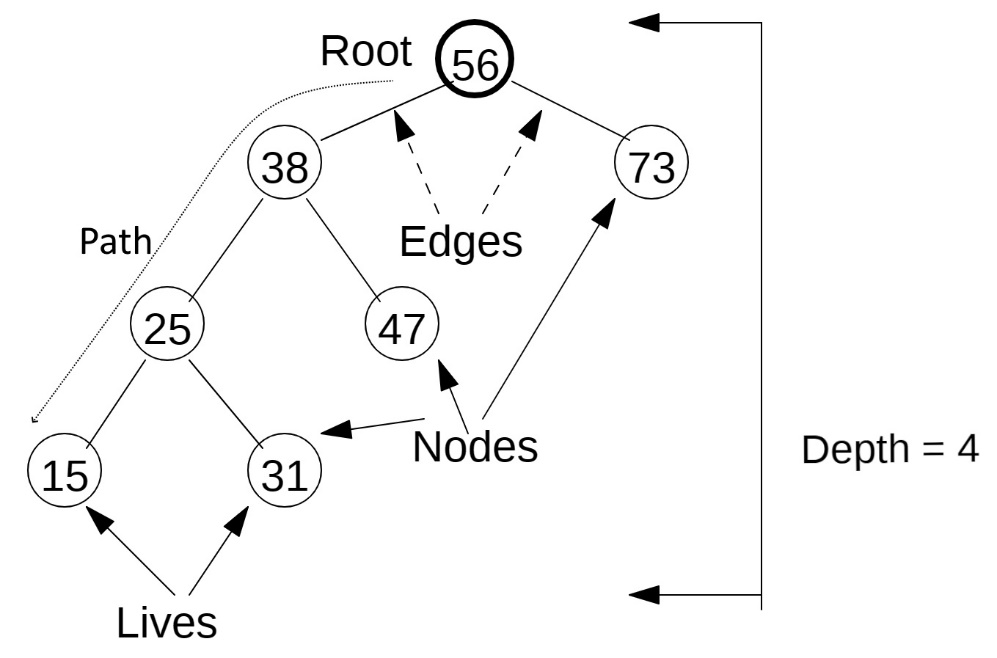 Root
56
38
73
Path
Edges
25
47
Nodes
Depth = 4
15
31
Lives